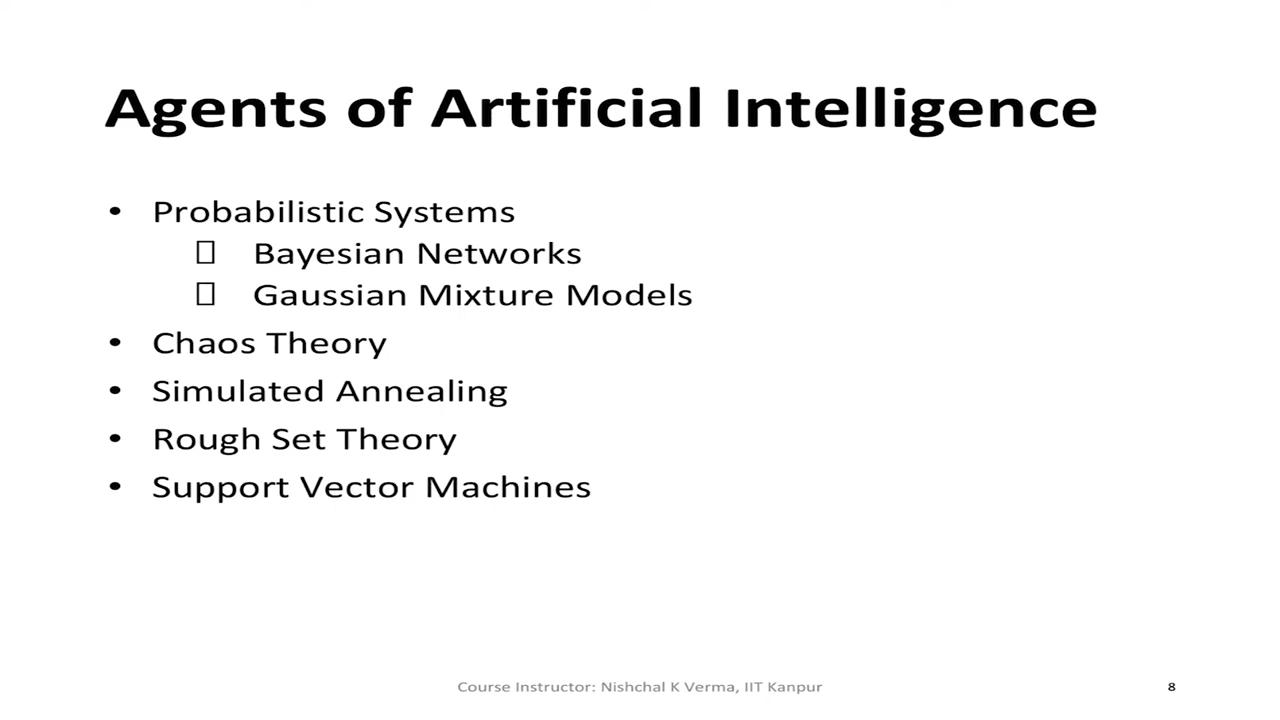 Agents of Artificial Intelligence
• Probabilistic Systems
▯ Bayesian Networks
▯ Gaussian Mixture Models
• Chaos Theory
• Simulated Annealing
• Rough Set Theory
• Support Vector Machines
Course Instructor: Nishchal K Verma, IIT Kanpur
8